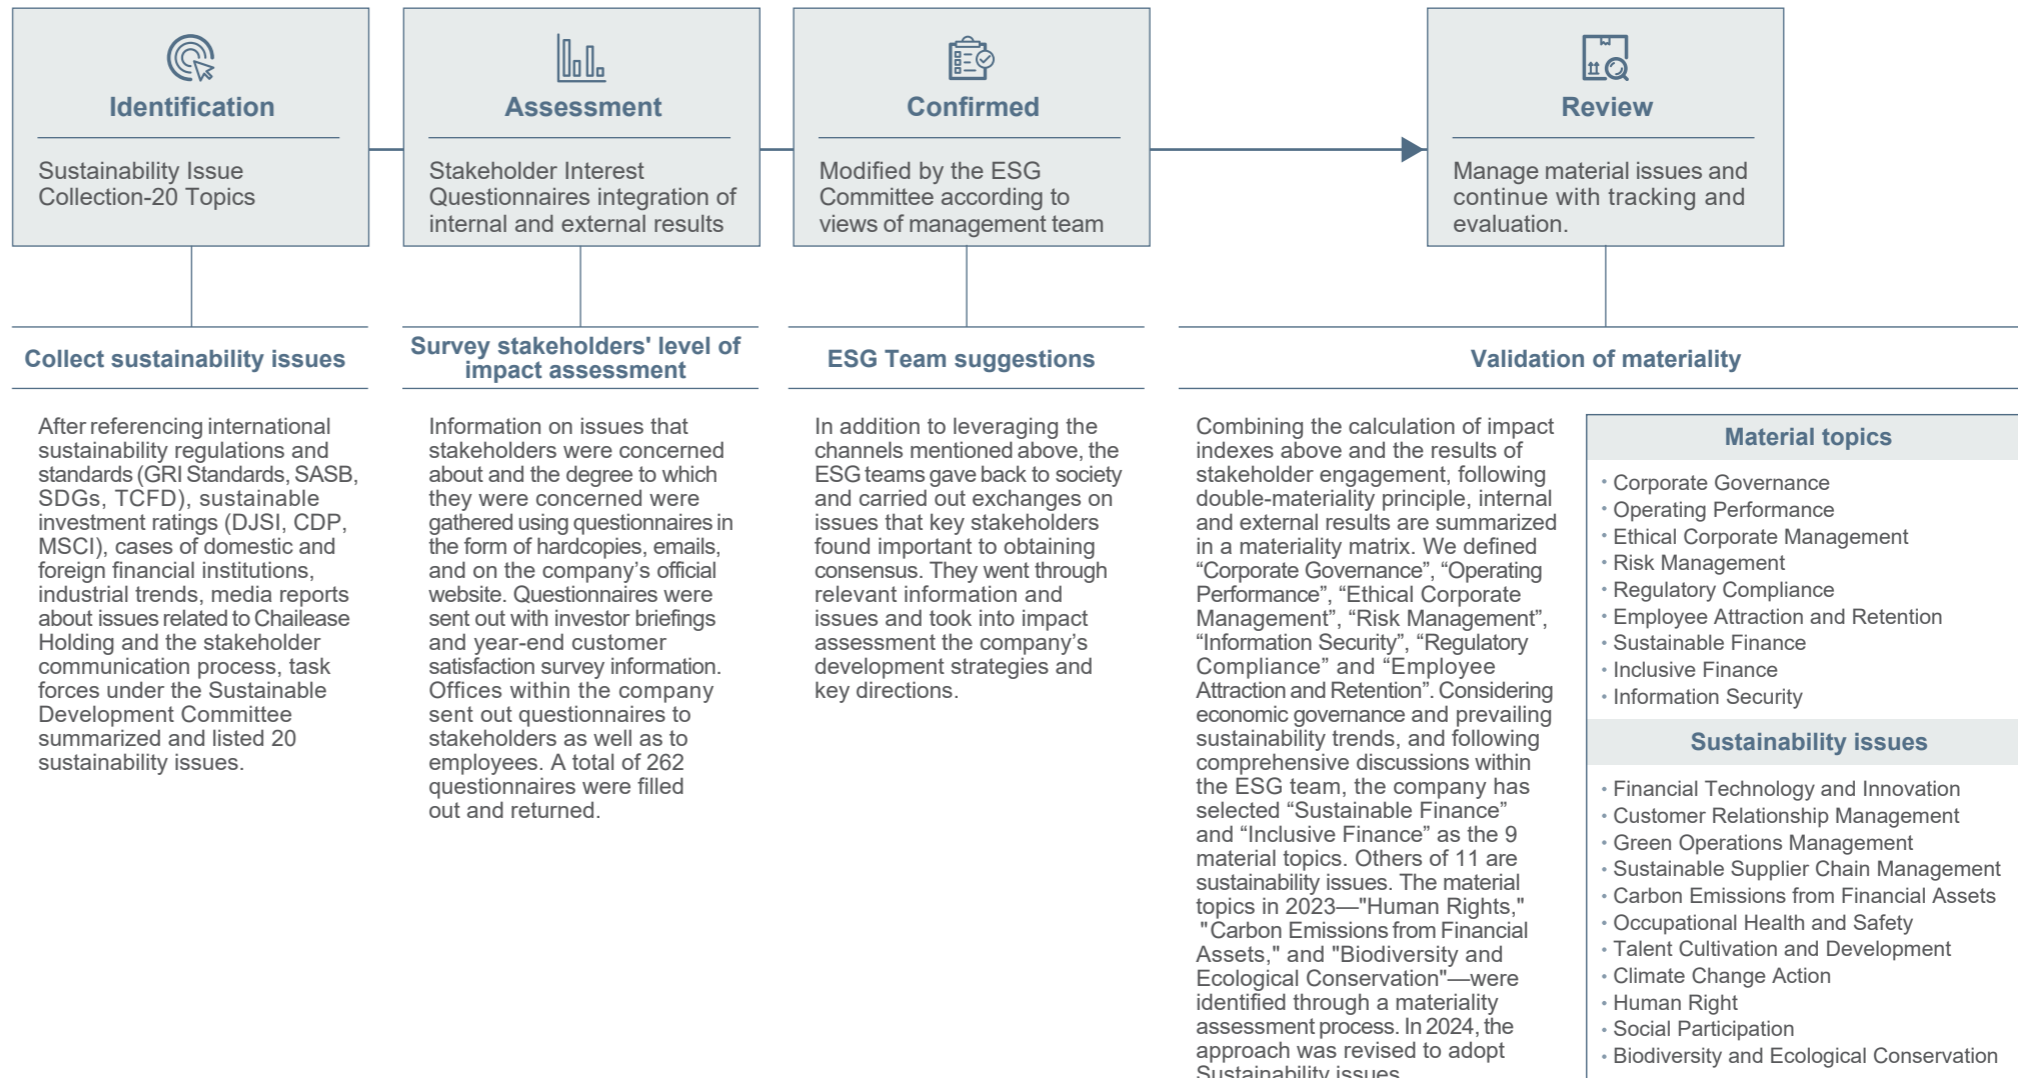 Identification
Sustainability Issue
Collection-20 Topics
Assessment
Stakeholder Interest
Questionnaires integration of
internal and external results
Confirmed
Modified by the ESG
Committee according to
views of management team
Review
Manage material issues and
continue with tracking and
evaluation.
Collect sustainability issues
After referencing international
sustainability regulations and
standards (GRI Standards, SASB,
SDGs, TCFD), sustainable
investment ratings (DJSI, CDP,
MSCI), cases of domestic and
foreign financial institutions,
industrial trends, media reports
about issues related to Chailease
Holding and the stakeholder
communication process, task
forces under the Sustainable
Development Committee
summarized and listed 20
sustainability issues.
Survey stakeholders' level of
impact assessment
Information on issues that
stakeholders were concerned
about and the degree to which
they were concerned were
gathered using questionnaires in
the form of hardcopies, emails,
and on the company’s official
website. Questionnaires were
sent out with investor briefings
and year-end customer
satisfaction survey information.
Offices within the company
sent out questionnaires to
stakeholders as well as to
employees. A total of 262
questionnaires were filled
out and returned.
ESG Team suggestions
In addition to leveraging the
channels mentioned above, the
ESG teams gave back to society
and carried out exchanges on
issues that key stakeholders
found important to obtaining
consensus. They went through
relevant information and
issues and took into impact
assessment the company’s
development strategies and
key directions.
Validation of materiality
Combining the calculation of impact
indexes above and the results of
stakeholder engagement, following
double-materiality principle, internal
and external results are summarized
in a materiality matrix. We defined
“Corporate Governance”, “Operating
Performance”, “Ethical Corporate
Management”, “Risk Management”,
“Information Security”, “Regulatory
Compliance” and “Employee
Attraction and Retention”. Considering
economic governance and prevailing
sustainability trends, and following
comprehensive discussions within
the ESG team, the company has
selected “Sustainable Finance”
and “Inclusive Finance” as the 9
material topics. Others of 11 are
sustainability issues. The material
topics in 2023—"Human Rights,"
"Carbon Emissions from Financial
Assets," and "Biodiversity and
Ecological Conservation"—were
identified through a materiality
assessment process. In 2024, the
approach was revised to adopt
Sustainability issues
Material topics
• Corporate Governance
• Operating Performance
• Ethical Corporate Management
• Risk Management
• Regulatory Compliance
• Employee Attraction and Retention
• Sustainable Finance
• Inclusive Finance
• Information Security
Sustainability issues
• Financial Technology and Innovation
• Customer Relationship Management
• Green Operations Management
• Sustainable Supplier Chain Management
• Carbon Emissions from Financial Assets
• Occupational Health and Safety
• Talent Cultivation and Development
• Climate Change Action
• Human Right
• Social Participation
• Biodiversity and Ecological Conservation